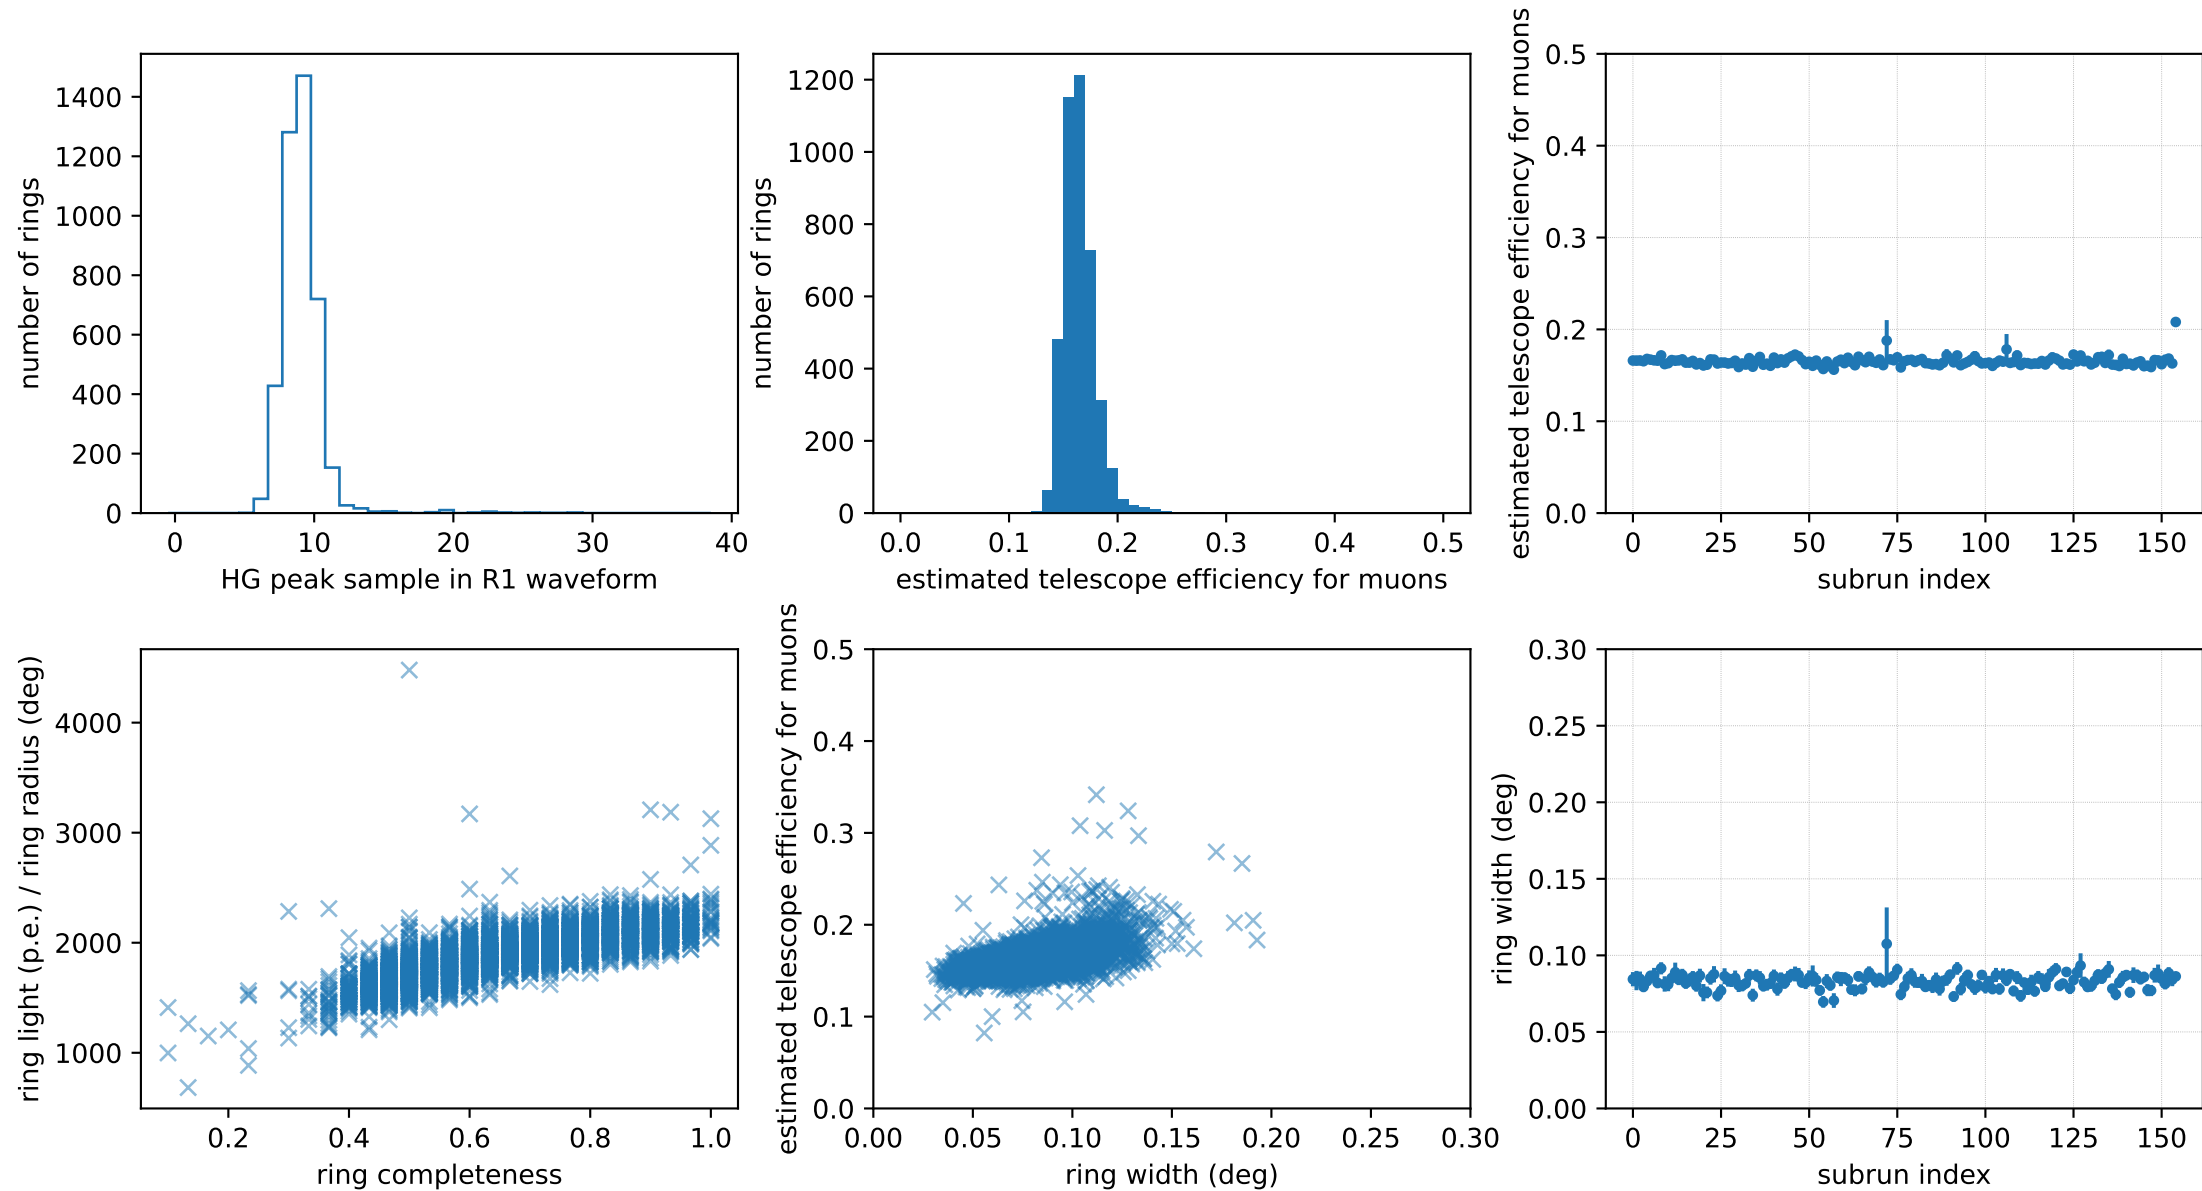 number of rings
1400
1200
1000
800
600
400
200
0
0 10 20 30 40
HG peak sample in R1 waveform
number of rings
1200
1000
800
600
400
200
0
0.0 0.1 0.2 0.3 0.4 0.5
estimated telescope efficiency for muons
estimated telescope efficiency for muons
0.5
0.4
0.3
0.2
0.1
0.0
0 25 50 75 100 125 150
subrun index
ring light (p.e.) / ring radius (deg)
4000
3000
2000
1000
0.2 0.4 0.6 0.8 1.0
ring completeness
estimated telescope efficiency for muons
0.5
0.4
0.3
0.2
0.1
0.0
0.00 0.05 0.10 0.15 0.20 0.25 0.30
ring width (deg)
ring width (deg)
0.30
0.25
0.20
0.15
0.10
0.05
0.00
0 25 50 75 100 125 150
subrun index